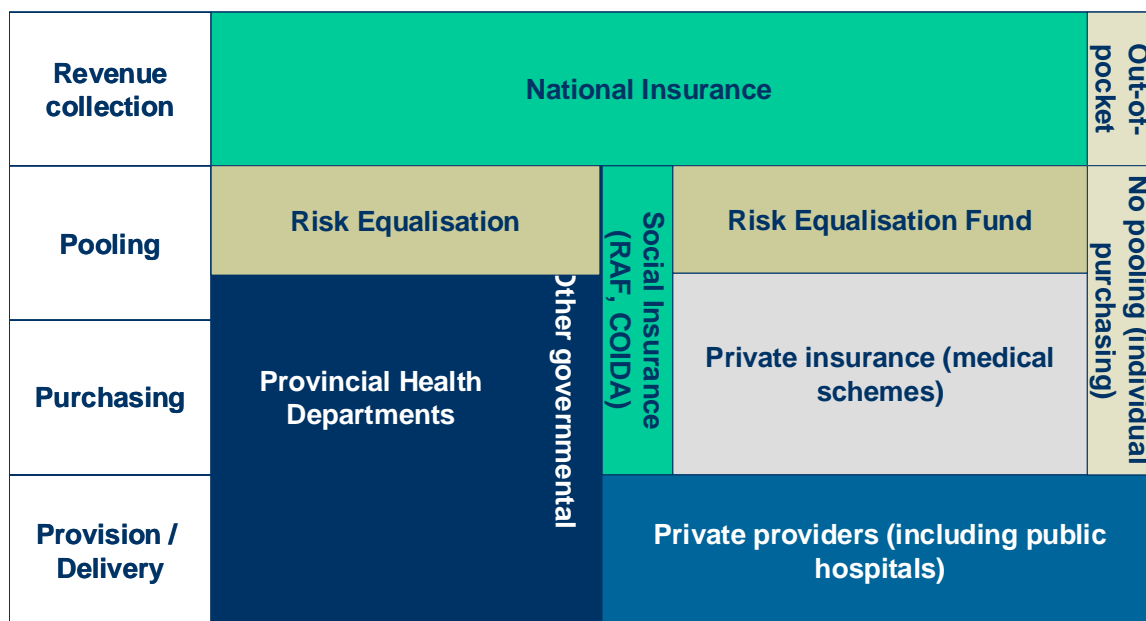 Revenue
collection
National Insurance
Out-of-
pocket
Pooling
Risk Equalisation
Social Insurance
(RAF, COIDA)
Risk Equalisation Fund
No pooling (individual
purchasing)
Purchasing
Provincial Health
Departments
Other governmental
Private insurance (medical
schemes)
Provision /
Delivery
Private providers (including public
hospitals)